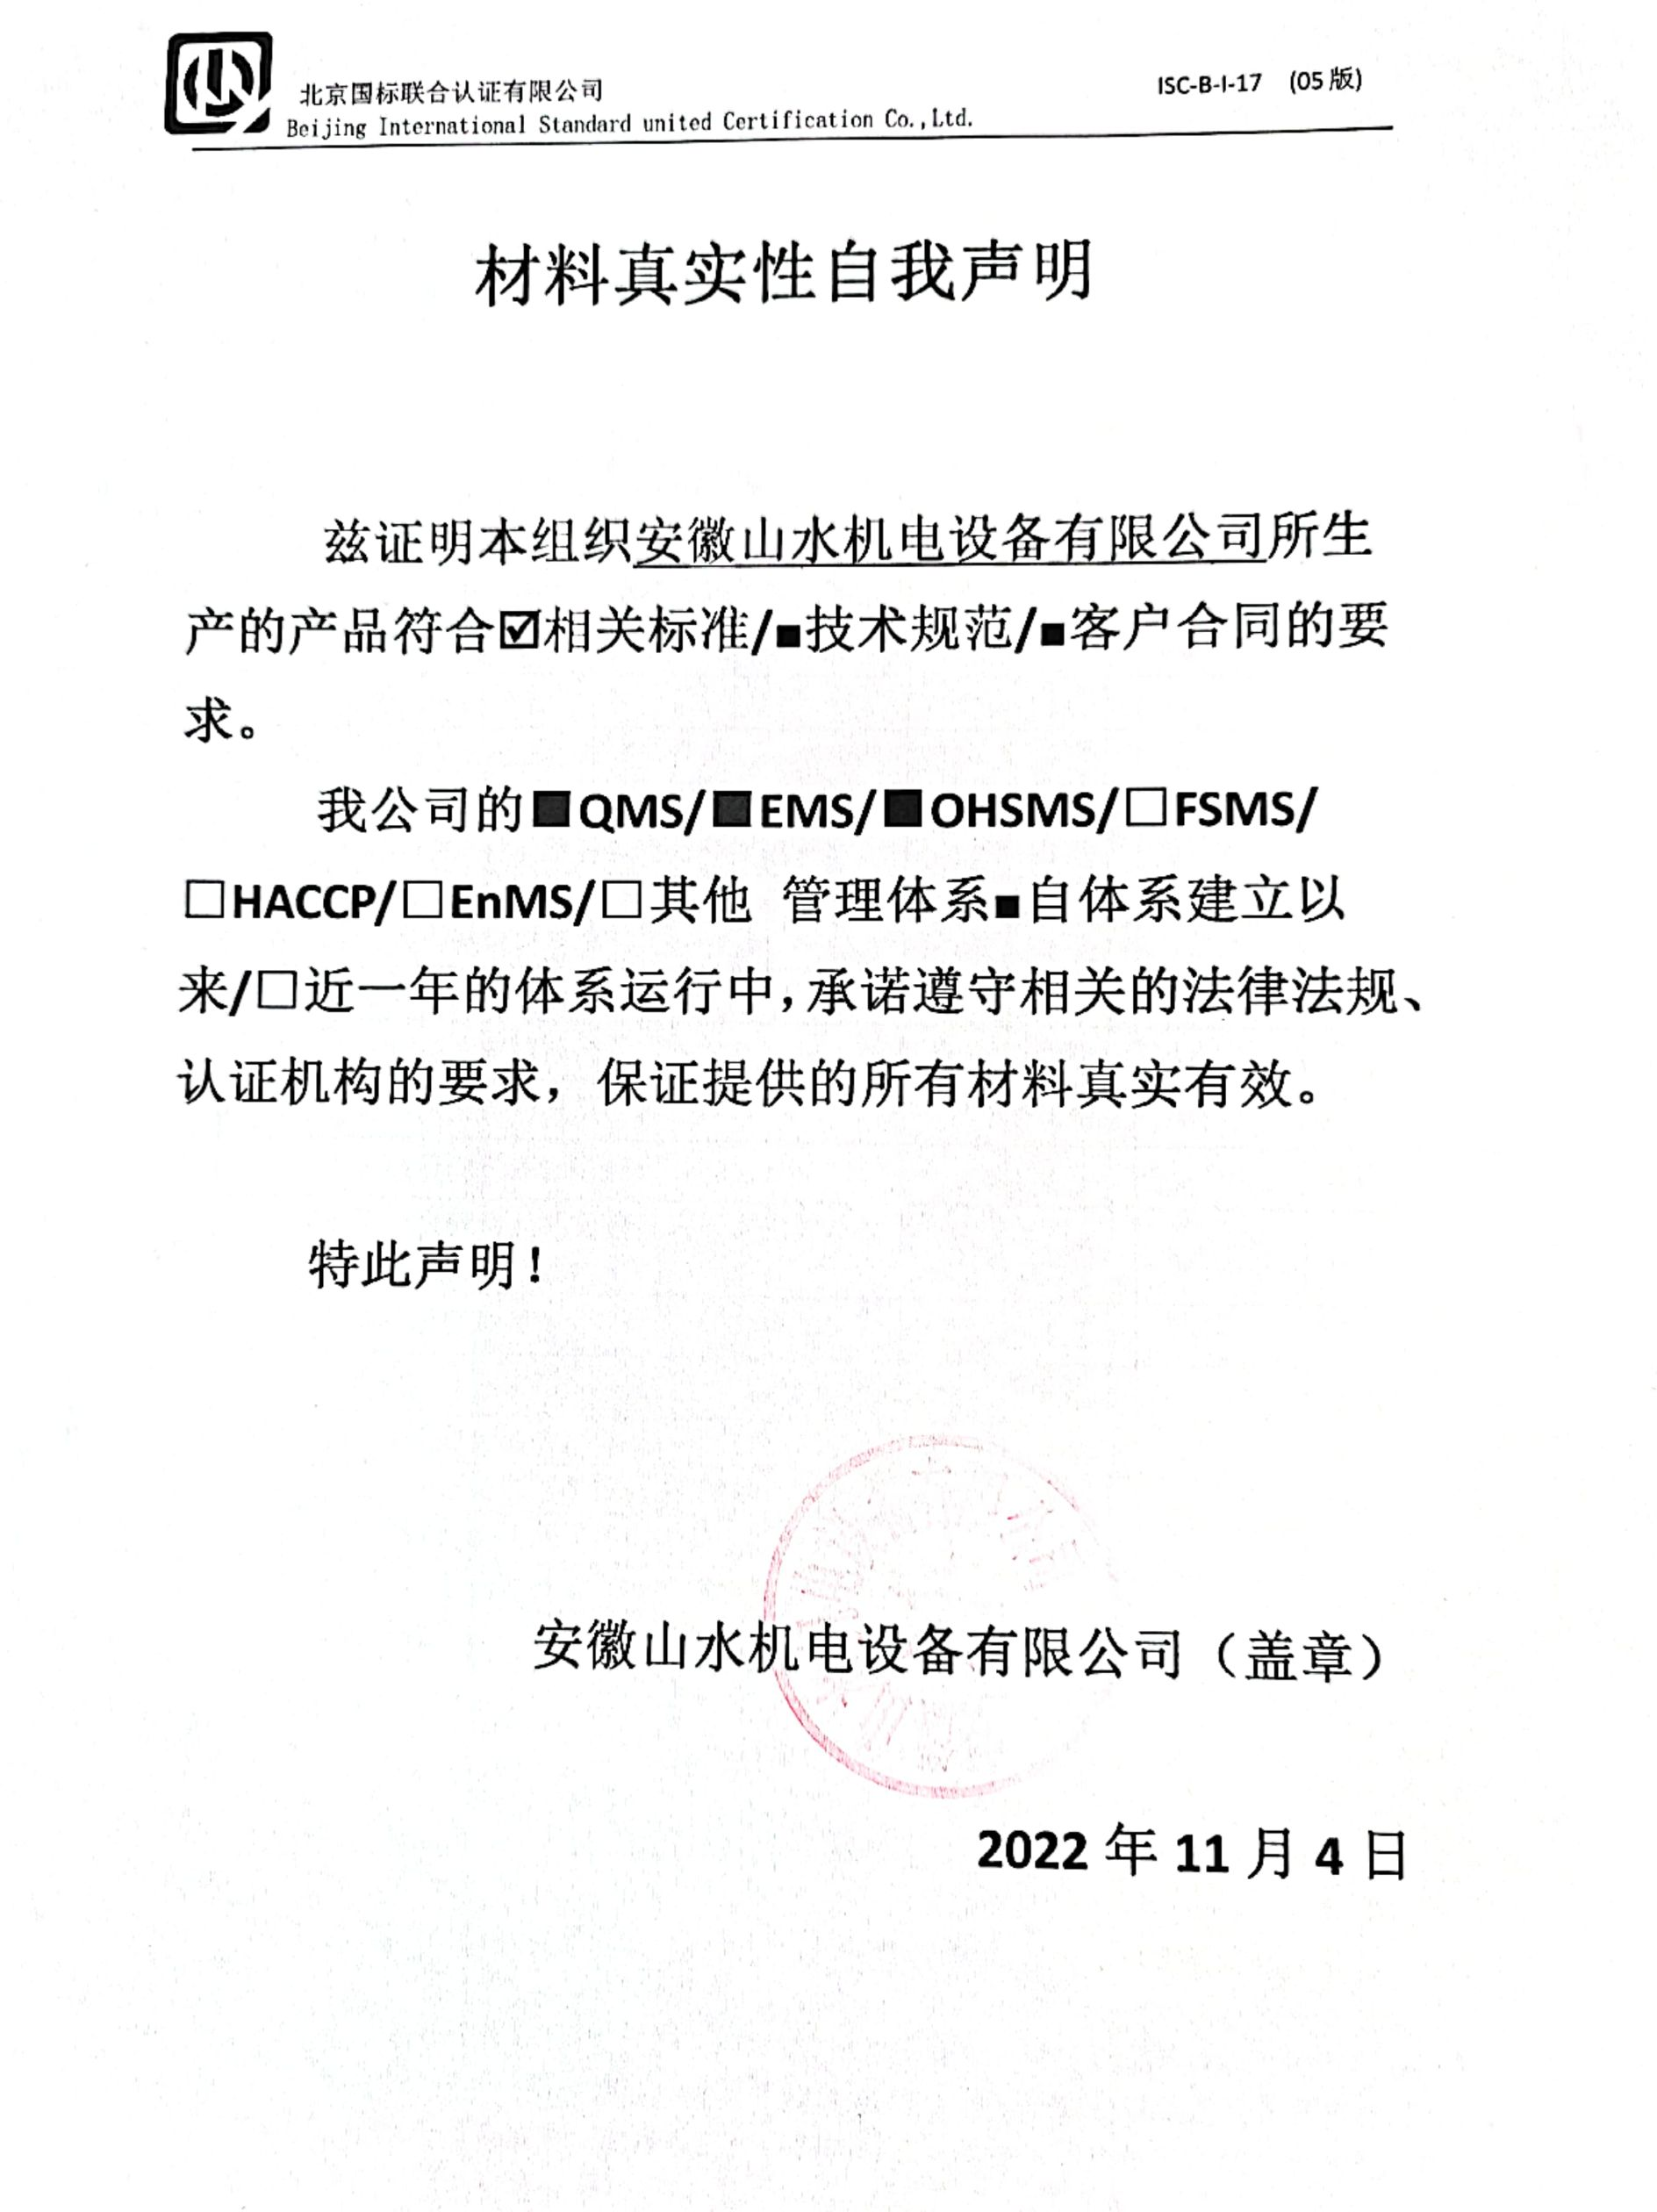 北京国标联合认证有限公司 ISC-B-I-17 (05版)
Beijing International Standard united Certification Co.,Ltd.
材料真实性自我声明
兹证明本组织安徽山水机电设备有限公司所生
产的产品符合☑相关标准/■技术规范/■客户合同的要
求。
我公司的■QMS/■EMS/■OHSMS/□FSMS/
□HACCP/□EnMS/□其他 管理体系■自体系建立以
来/□近一年的体系运行中,承诺遵守相关的法律法规、
认证机构的要求，保证提供的所有材料真实有效。
特此声明！
安徽山水机电设备有限公司（盖章）
2022 年 11 月 4 日